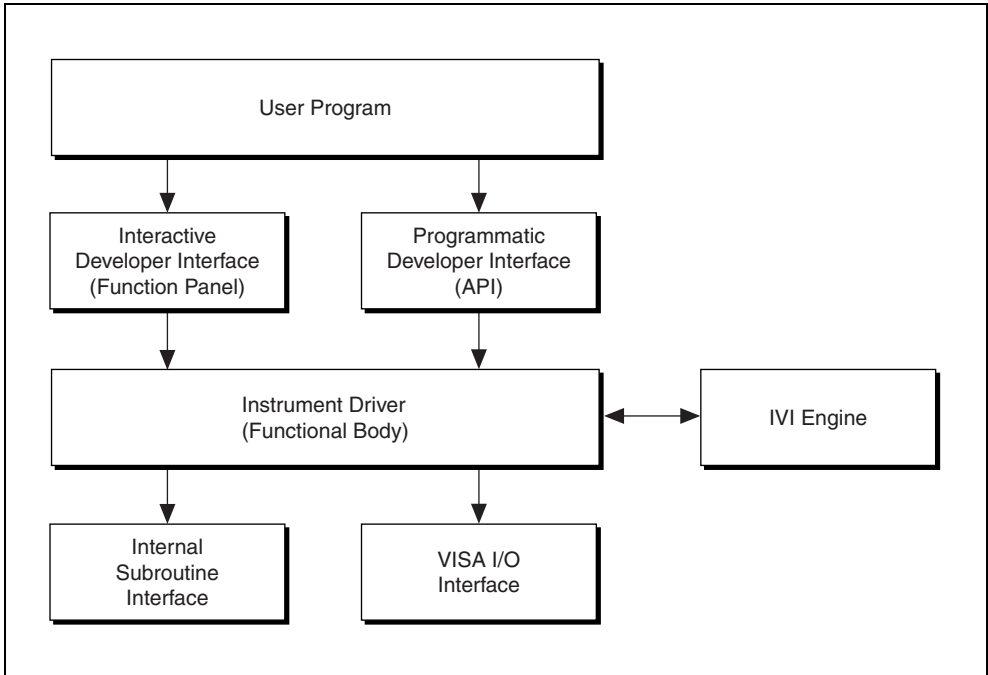 User Program
Interactive
Developer Interface
(Function Panel)
Programmatic
Developer Interface
(API)
Instrument Driver
(Functional Body)
IVI Engine
Internal
Subroutine
Interface
VISA I/O
Interface